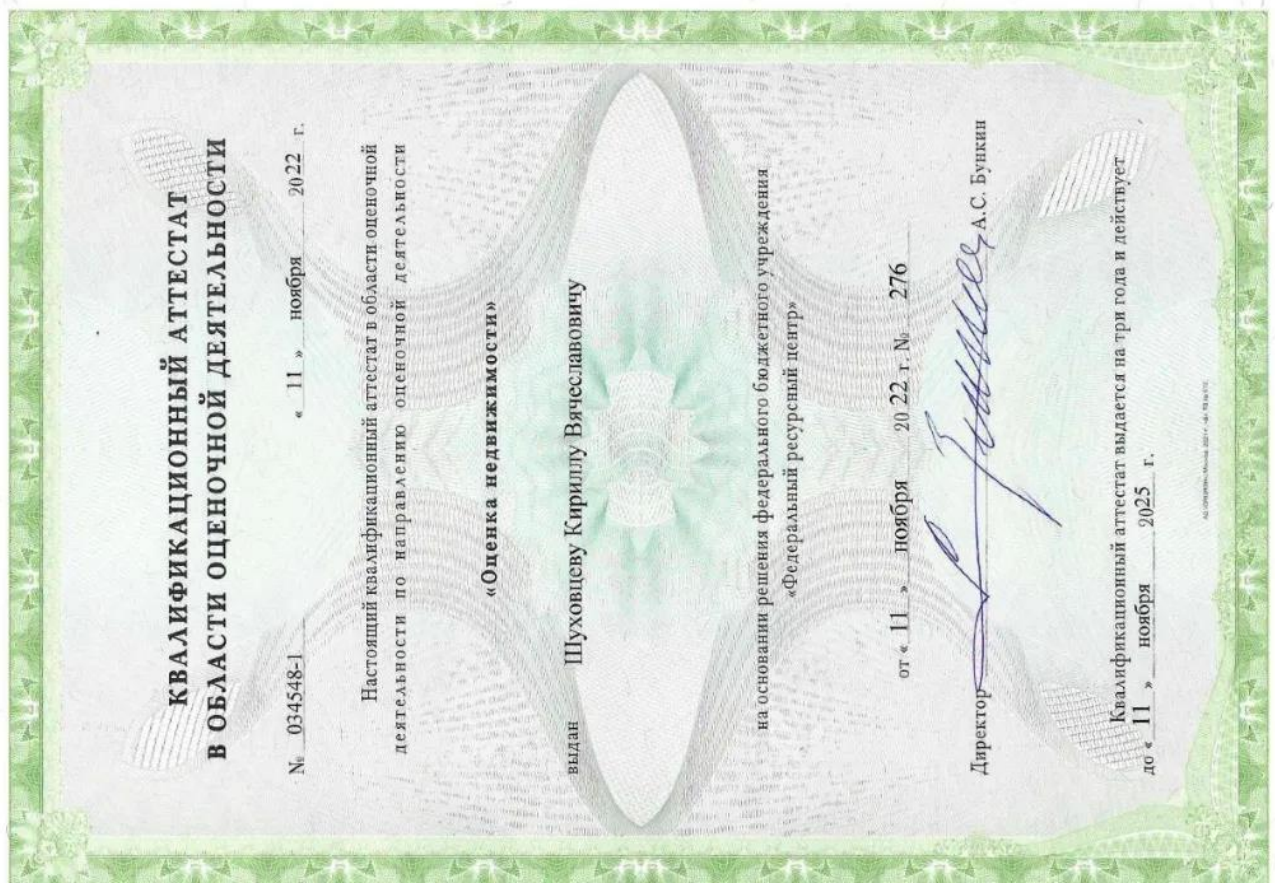 КВАЛИФИКАЦИОННЫЙ АТТЕСТАТ
В ОБЛАСТИ ОЦЕНОЧНОЙ ДЕЯТЕЛЬНОСТИ
№ 034548-1 « 11 » ноября 2022 г.
Настоящий квалификационный аттестат в области оценочной
деятельности по направлению оценочной деятельности
«Оценка недвижимости»
выдан Шуховцеву Кириллу Вячеславовичу
на основании решения федерального бюджетного учреждения
«Федеральный ресурсный центр»
от « 11 » ноября 20 22 г. № 276
Директор А.С. Бункин
Квалификационный аттестат выдается на три года и действует
до « 11 » ноября 2025 г.